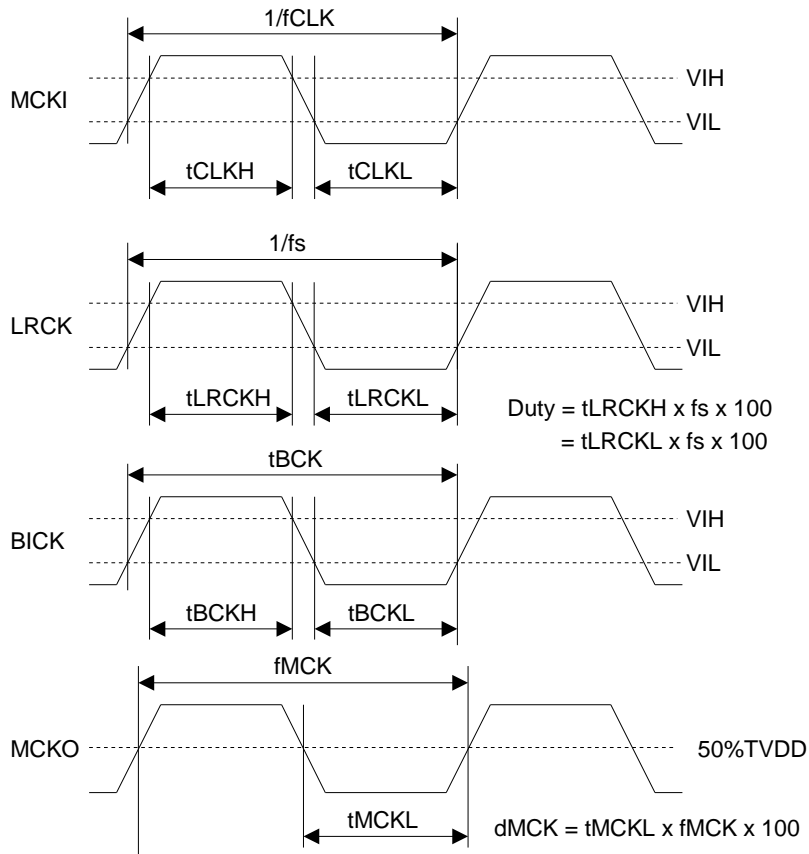 1/fCLK
MCKI
VIH
VIL
tCLKH
tCLKL
1/fs
LRCK
VIH
VIL
tLRCKH
tLRCKL
Duty = tLRCKH x fs x 100
= tLRCKL x fs x 100
tBCK
BICK
VIH
VIL
tBCKH
tBCKL
fMCK
MCKO
50%TVDD
tMCKL
dMCK = tMCKL x fMCK x 100